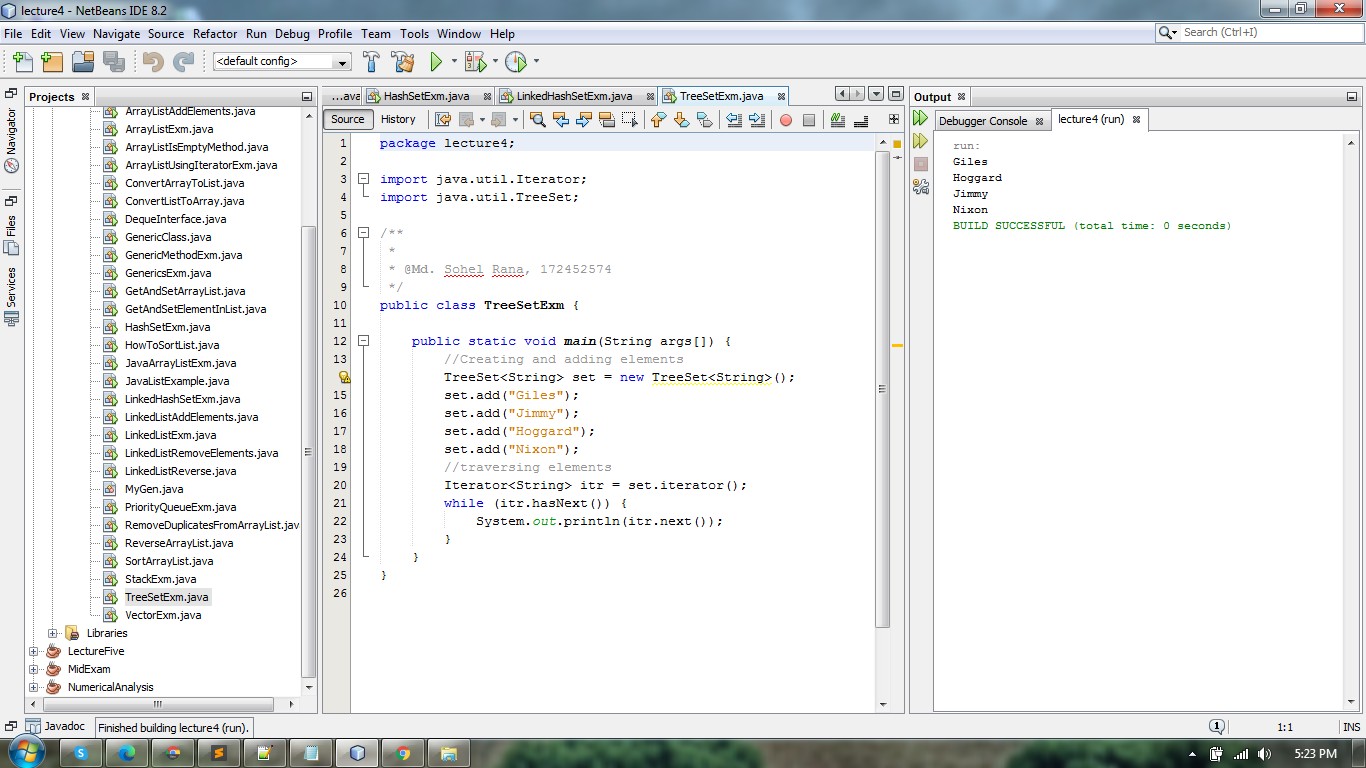 lecture4 - NetBeans IDE 8.2
File Edit View Navigate Source Refactor Run Debug Profile Team Tools Window Help
Search (Ctrl+I)
<default config>
Navigator
Files
Services
Projects
ArrayListAddElements.java
ArrayListExm.java
ArrayListIsEmptyMethod.java
ArrayListUsingIteratorExm.java
ConvertArrayToList.java
ConvertListToArray.java
DequeInterface.java
GenericClass.java
GenericMethodExm.java
GenericsExm.java
GetAndSetArrayList.java
GetAndSetElementInList.java
HashSetExm.java
HowToSortList.java
JavaArrayListExm.java
JavaListExample.java
LinkedHashSetExm.java
LinkedListAddElements.java
LinkedListExm.java
LinkedListRemoveElements.java
LinkedListReverse.java
MyGen.java
PriorityQueueExm.java
RemoveDuplicatesFromArrayList.jav
ReverseArrayList.java
SortArrayList.java
StackExm.java
TreeSetExm.java
VectorExm.java
Libraries
LectureFive
MidExam
NumericalAnalysis
...ava HashSetExm.java LinkedHashSetExm.java TreeSetExm.java
Source History
1 package lecture4;
2
3 import java.util.Iterator;
4 import java.util.TreeSet;
5
6 /**
7 *
8 * @Md. Sohel Rana, 172452574
9 */
10 public class TreeSetExm {
11
12 public static void main(String args[]) {
13 //Creating and adding elements
TreeSet<String> set = new TreeSet<String>();
15 set.add("Giles");
16 set.add("Jimmy");
17 set.add("Hoggard");
18 set.add("Nixon");
19 //traversing elements
20 Iterator<String> itr = set.iterator();
21 while (itr.hasNext()) {
22 System.out.println(itr.next());
23 }
24 }
25 }
26
Output
Debugger Console lecture4 (run)
run:
Giles
Hoggard
Jimmy
Nixon
BUILD SUCCESSFUL (total time: 0 seconds)
Javadoc Finished building lecture4 (run).
1 1:1 INS
5:23 PM